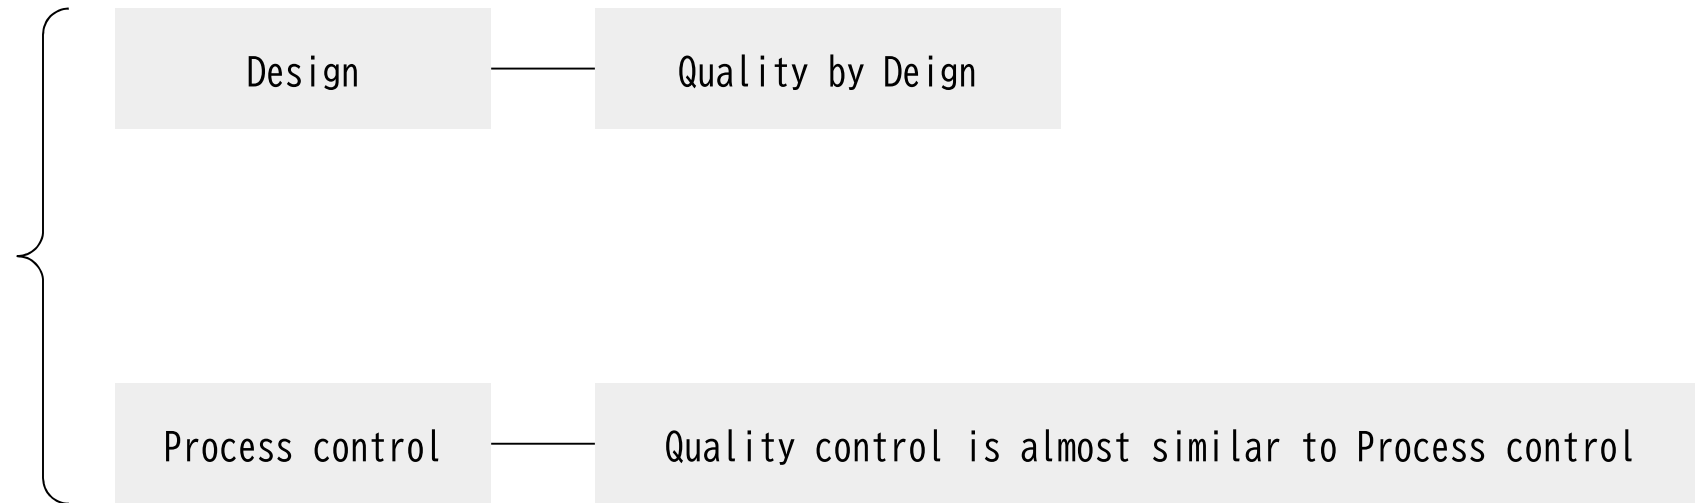 Design
Quality by Deign
Process control
Quality control is almost similar to Process control